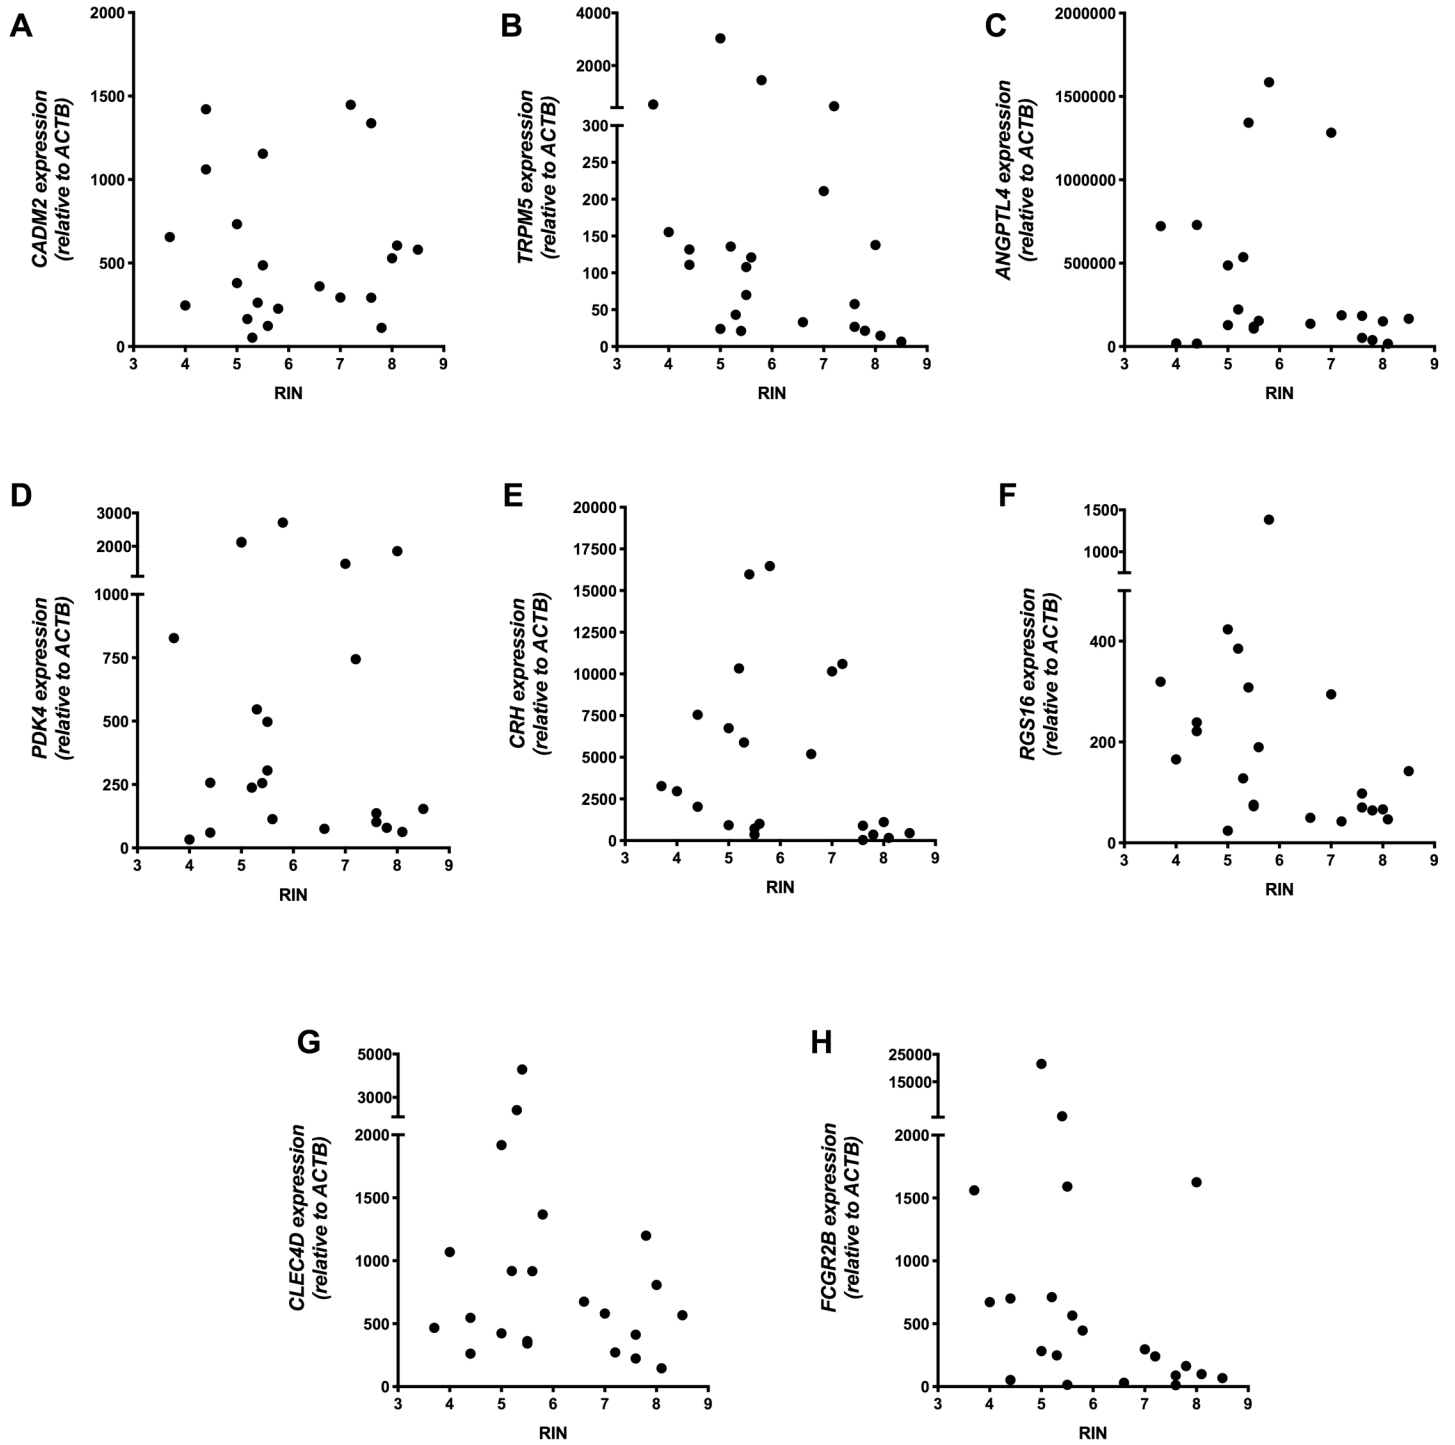 A
CADM2 expression
(relative to ACTB)
2000
1500
1000
500
0
3 4 5 6 7 8 9
RIN
B
TRPM5 expression
(relative to ACTB)
4000
2000
300
250
200
150
100
50
0
3 4 5 6 7 8 9
RIN
C
ANGPTL4 expression
(relative to ACTB)
2000000
1500000
1000000
500000
0
3 4 5 6 7 8 9
RIN
D
PDK4 expression
(relative to ACTB)
3000
2000
1000
750
500
250
0
3 4 5 6 7 8 9
RIN
E
CRH expression
(relative to ACTB)
20000
17500
15000
12500
10000
7500
5000
2500
0
3 4 5 6 7 8 9
RIN
F
RGS16 expression
(relative to ACTB)
1500
1000
400
200
0
3 4 5 6 7 8 9
RIN
G
CLEC4D expression
(relative to ACTB)
5000
3000
2000
1500
1000
500
0
3 4 5 6 7 8 9
RIN
H
FCGR2B expression
(relative to ACTB)
25000
15000
2000
1500
1000
500
0
3 4 5 6 7 8 9
RIN